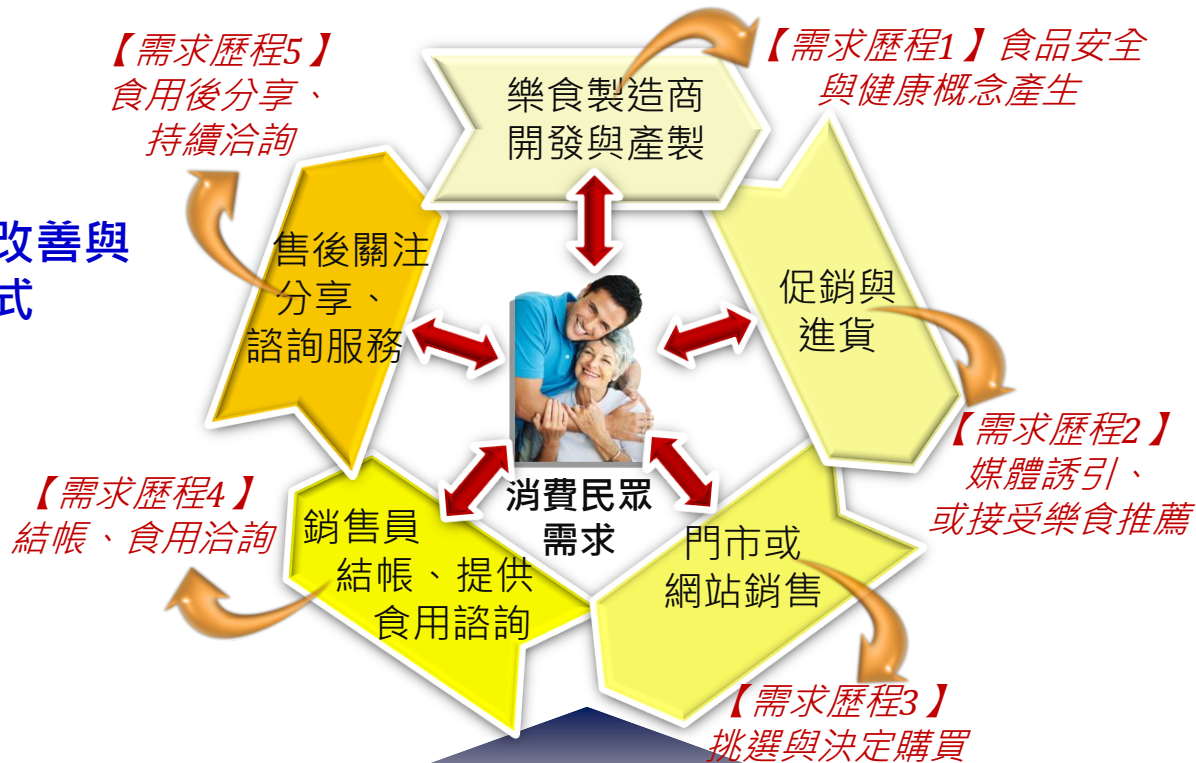 【需求歷程5】
食用後分享、
持續洽詢
樂食製造商
開發與產製
【需求歷程1】食品安全
與健康概念產生
改善與
式
售後關注
分享、
諮詢服務
促銷與
進貨
【需求歷程2】
媒體誘引、
或接受樂食推薦
消費民眾
需求
【需求歷程4】
結帳、食用洽詢
銷售員
結帳、提供
食用諮詢
門市或
網站銷售
【需求歷程3】
挑選與決定購買